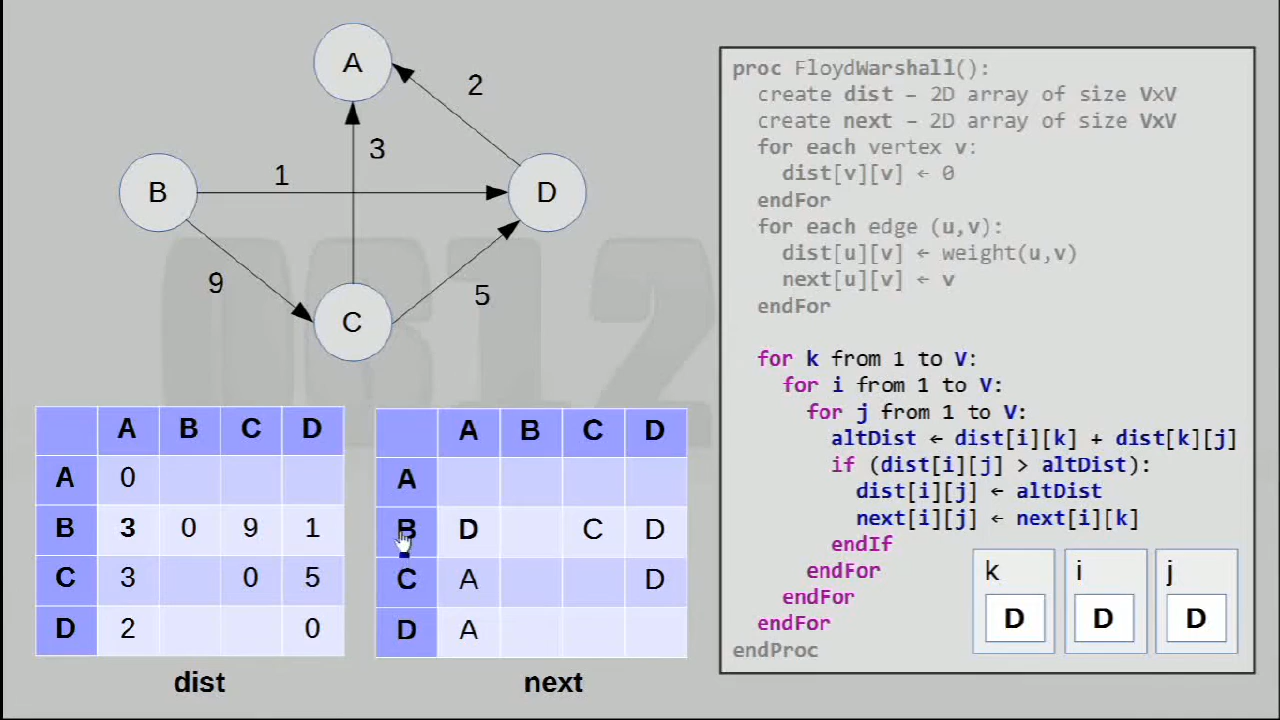 A
2
3
1
B
D
9
5
C
0612
A B C D
A 0
B 3 0 9 1
C 3 0 5
D 2 0
dist
A B C D
A
B D C D
C A D
D A
next
proc FloydWarshall():
create dist – 2D array of size VxV
create next – 2D array of size VxV
for each vertex v:
dist[v][v] ← 0
endFor
for each edge (u,v):
dist[u][v] ← weight(u,v)
next[u][v] ← v
endFor
for k from 1 to V:
for i from 1 to V:
for j from 1 to V:
altDist ← dist[i][k] + dist[k][j]
if (dist[i][j] > altDist):
dist[i][j] ← altDist
next[i][j] ← next[i][k]
endIf
endFor
endFor
endFor
endProc
k i j
D D D